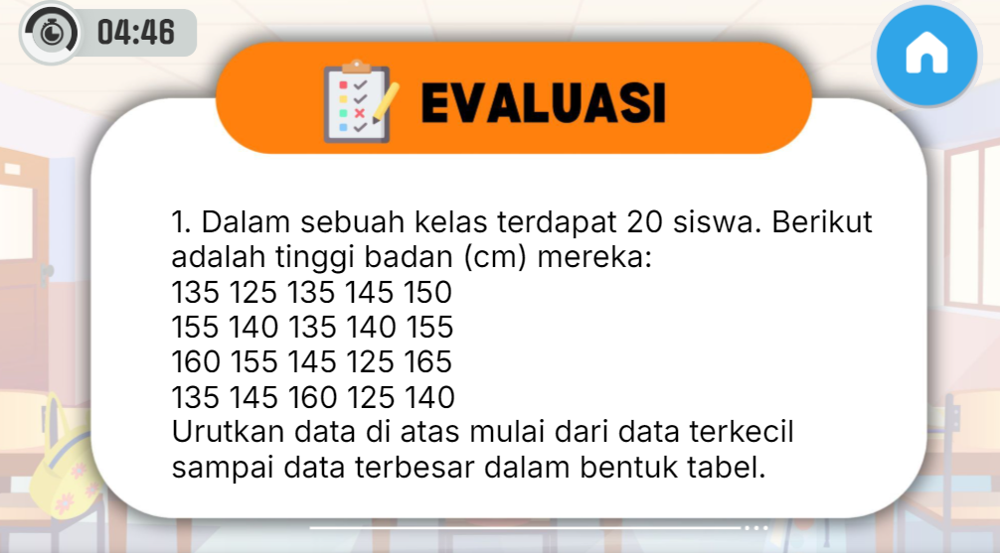 04:46
EVALUASI
1. Dalam sebuah kelas terdapat 20 siswa. Berikut
adalah tinggi badan (cm) mereka:
135 125 135 145 150
155 140 135 140 155
160 155 145 125 165
135 145 160 125 140
Urutkan data di atas mulai dari data terkecil
sampai data terbesar dalam bentuk tabel.